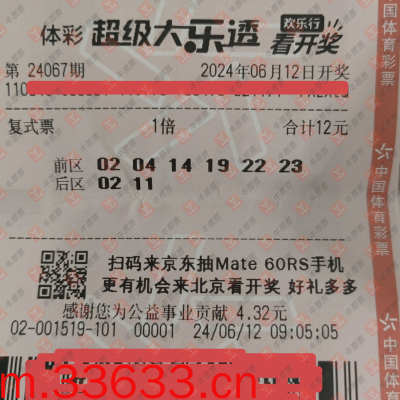 体彩 超级大乐透 欢乐行 看开奖
第 24067期 2024年06月12日开奖
复式票 1倍 合计12元
前区 02 04 14 19 22 23
后区 02 11
扫码来京东抽Mate 60RS手机
更有机会来北京看开奖 好礼多多
感谢您为公益事业贡献 4.32元
02-001519-101 00001 24/06/12 09:05:05
m.33633.cn
中国体育彩票
中国体育彩票